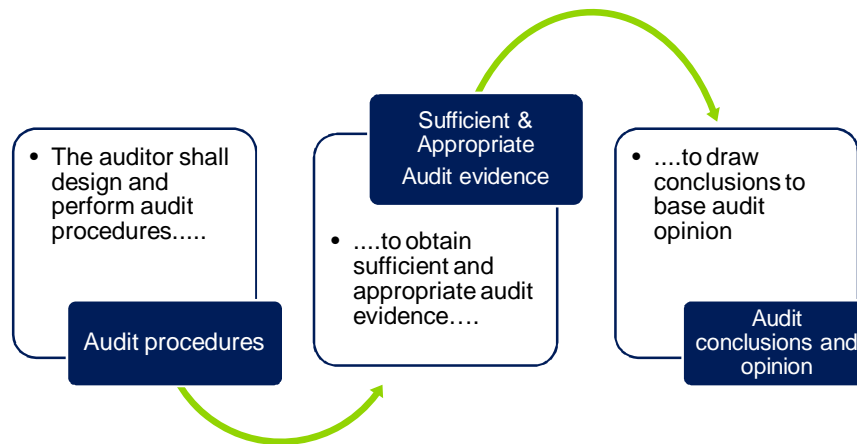 • The auditor shall
design and
perform audit
procedures.....
Audit procedures
Sufficient &
Appropriate
Audit evidence
• ....to obtain
sufficient and
appropriate audit
evidence....
• ....to draw
conclusions to
base audit
opinion
Audit
conclusions and
opinion